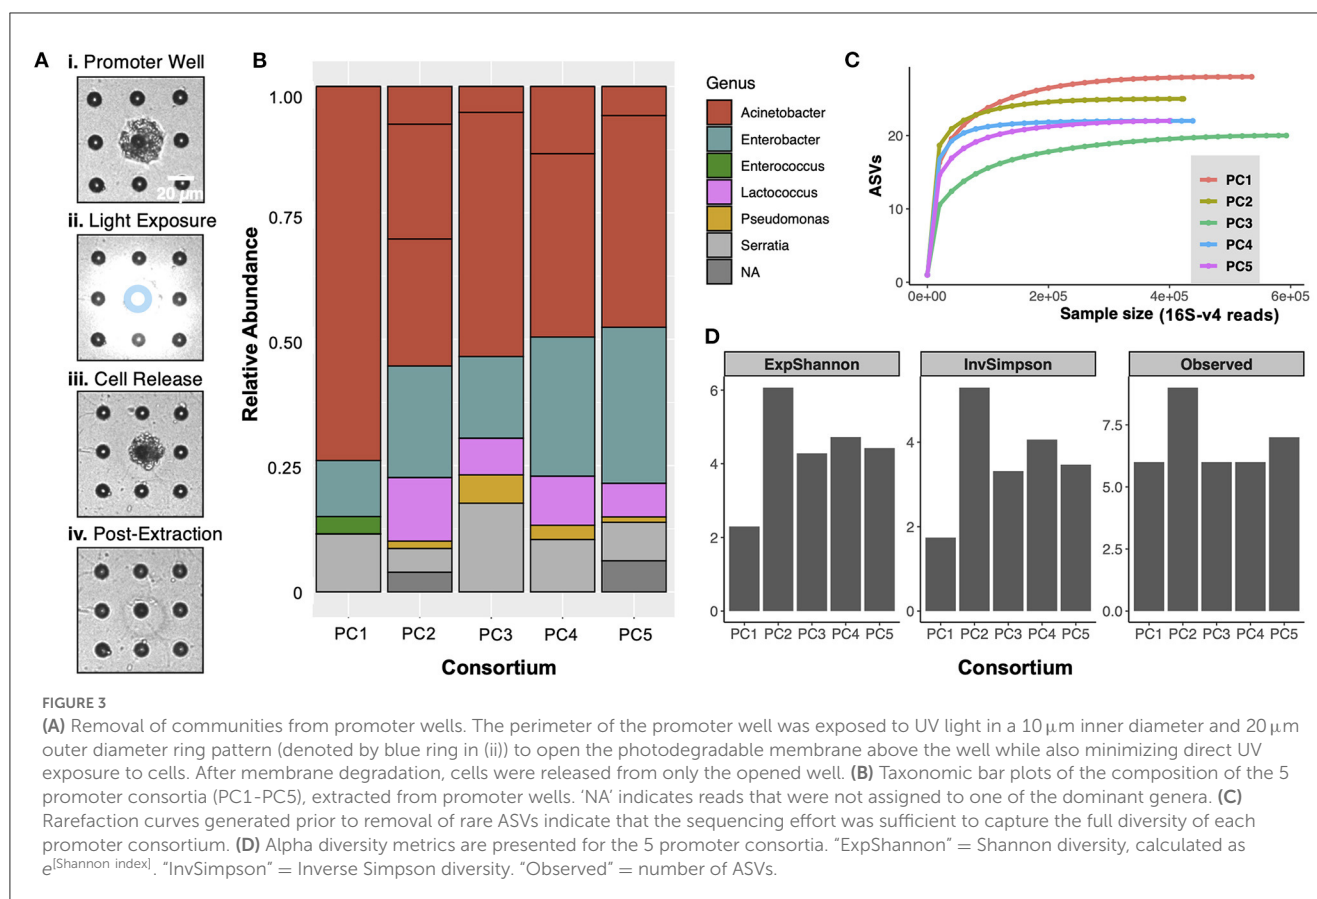 A
i. Promoter Well
20 μm
ii. Light Exposure
iii. Cell Release
iv. Post-Extraction
B
Relative Abundance
1.00
0.75
0.50
0.25
0
PC1 PC2 PC3 PC4 PC5
Consortium
Genus
Acinetobacter
Enterobacter
Enterococcus
Lactococcus
Pseudomonas
Serratia
NA
C
ASVs
20
10
0
0e+00 2e+05 4e+05 6e+05
Sample size (16S-v4 reads)
PC1
PC2
PC3
PC4
PC5
D
ExpShannon
6
4
2
0
PC1 PC2 PC3 PC4 PC5
InvSimpson
4
2
0
PC1 PC2 PC3 PC4 PC5
Observed
7.5
5.0
2.5
0.0
PC1 PC2 PC3 PC4 PC5
Consortium
FIGURE 3
(A) Removal of communities from promoter wells. The perimeter of the promoter well was exposed to UV light in a 10 μm inner diameter and 20 μm
outer diameter ring pattern (denoted by blue ring in (ii)) to open the photodegradable membrane above the well while also minimizing direct UV
exposure to cells. After membrane degradation, cells were released from only the opened well. (B) Taxonomic bar plots of the composition of the 5
promoter consortia (PC1-PC5), extracted from promoter wells. 'NA' indicates reads that were not assigned to one of the dominant genera. (C)
Rarefaction curves generated prior to removal of rare ASVs indicate that the sequencing effort was sufficient to capture the full diversity of each
promoter consortium. (D) Alpha diversity metrics are presented for the 5 promoter consortia. "ExpShannon" = Shannon diversity, calculated as
e[Shannon index]. "InvSimpson" = Inverse Simpson diversity. "Observed" = number of ASVs.